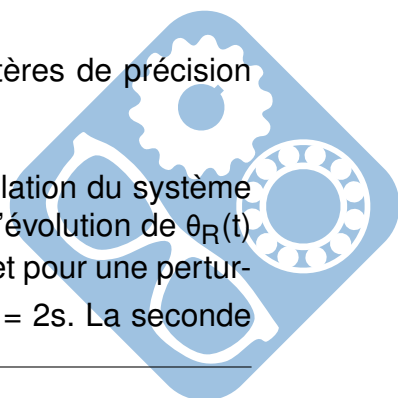 tères de précision
lation du système
'évolution de θR(t)
et pour une pertur-
= 2s. La seconde